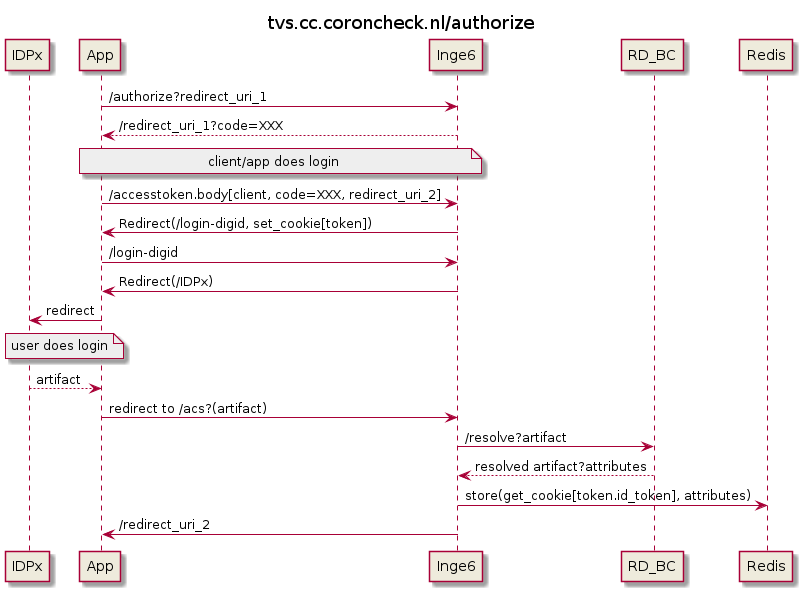 tvs.cc.coroncheck.nl/authorize
IDPx App Inge6 RD_BC Redis
/authorize?redirect_uri_1
/redirect_uri_1?code=XXX
client/app does login
/accesstoken.body[client, code=XXX, redirect_uri_2]
Redirect(/login-digid, set_cookie[token])
/login-digid
Redirect(/IDPx)
redirect
user does login
artifact
redirect to /acs?(artifact)
/resolve?artifact
resolved artifact?attributes
store(get_cookie[token.id_token], attributes)
/redirect_uri_2
IDPx App Inge6 RD_BC Redis